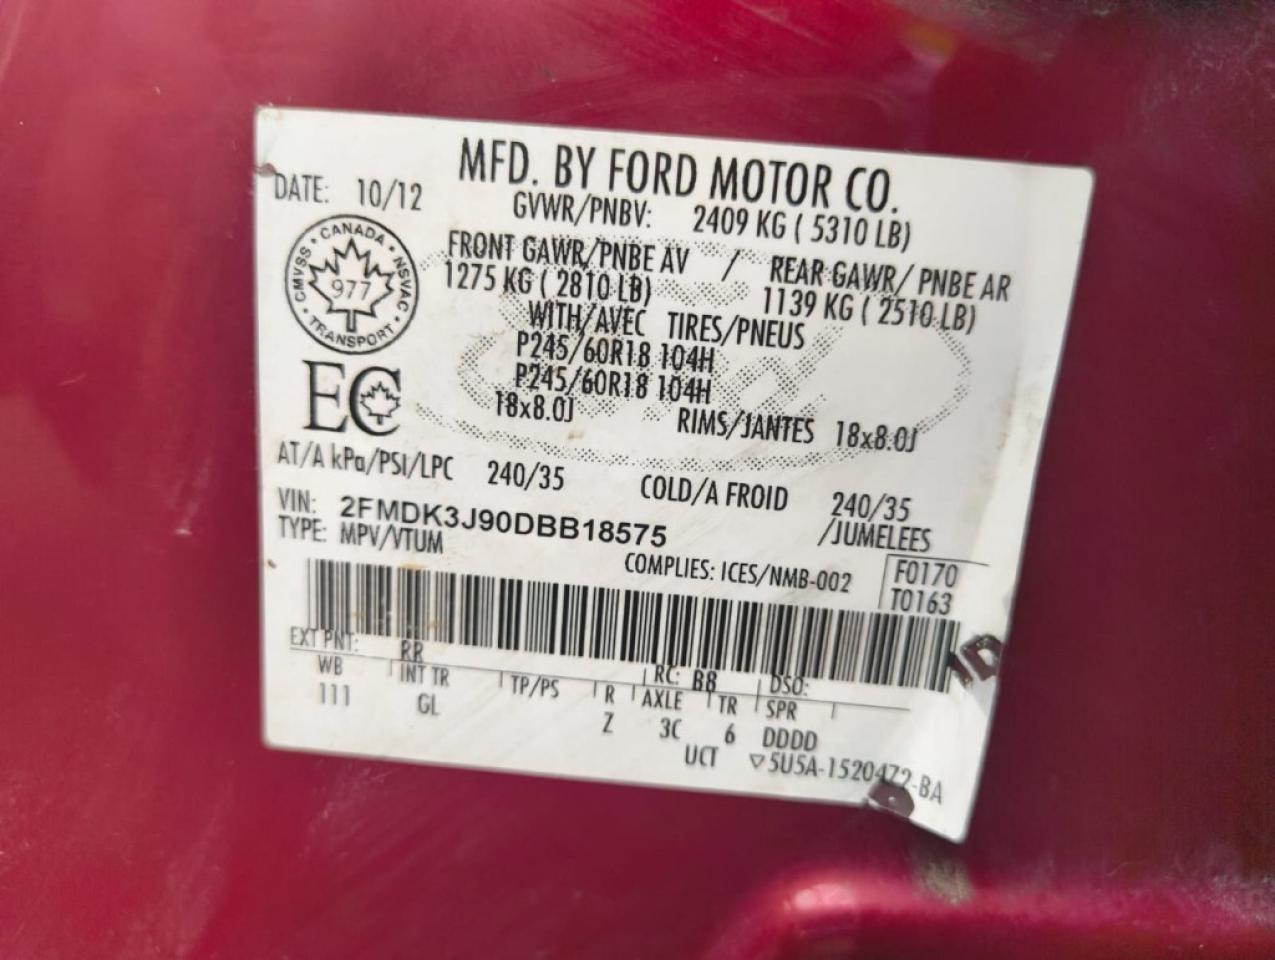 MFD. BY FORD MOTOR CO.
DATE: 10/12
GVWR/PNBV: 2409 KG ( 5310 LB)
FRONT GAWR/PNBE AV / REAR GAWR/ PNBE AR
1275 KG ( 2810 LB) 1139 KG ( 2510 LB)
WITH/AVEC TIRES/PNEUS
P245/60R18 104H
P245/60R18 104H
18x8.0J RIMS/JANTES 18x8.0J
CMVSS • CANADA • NSVAC • TRANSPORT •
977
EC
AT/A kPa/PSI/LPC 240/35 COLD/A FROID 240/35
VIN: 2FMDK3J90DBB18575 /JUMELEES
TYPE: MPV/VTUM
COMPLIES: ICES/NMB-002
F0170
T0163
EXT PNT: RR RC: B8 DSO:
WB INT TR TP/PS R AXLE TR SPR
111 GL Z 3C 6 DDDD
UCT ▽5U5A-1520472-BA